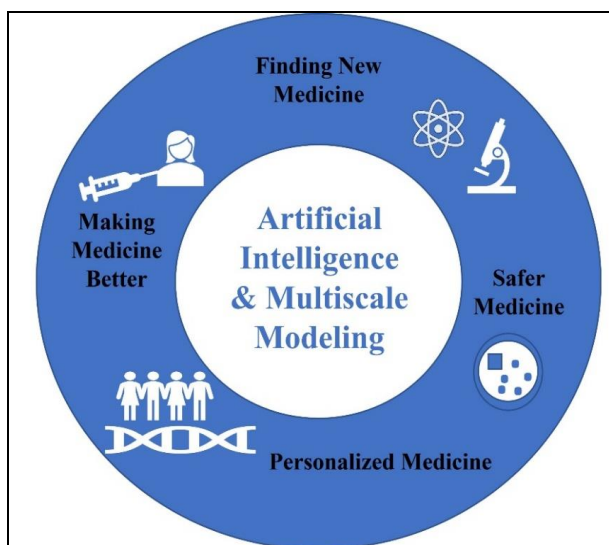 Finding New
Medicine
Making
Medicine
Better
Artificial
Intelligence
& Multiscale
Modeling
Safer
Medicine
Personalized Medicine